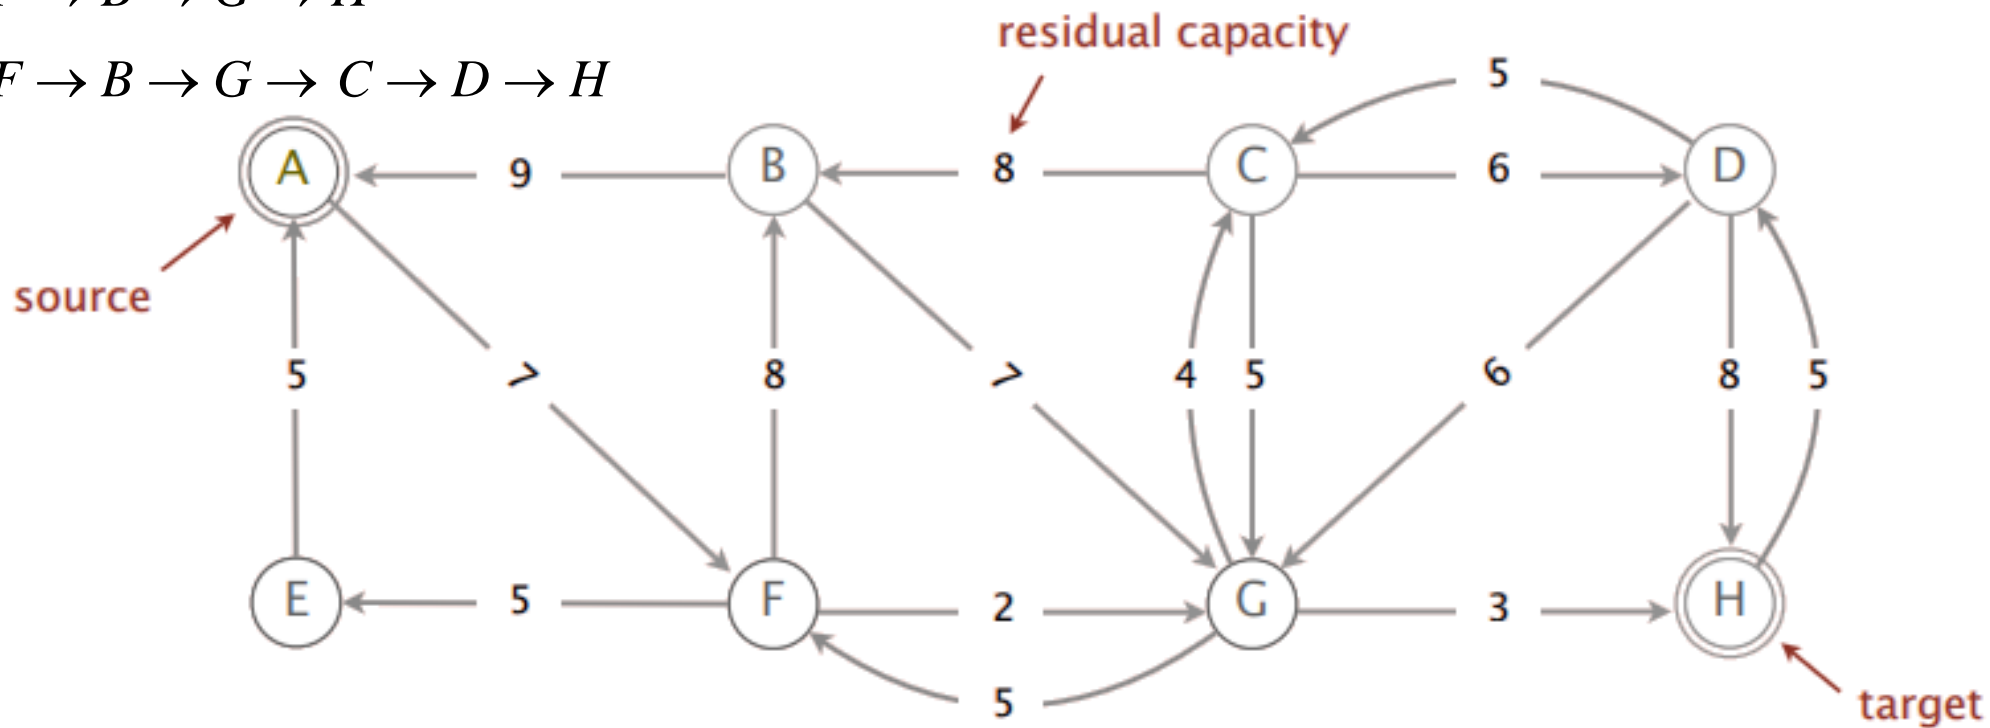 → B → G → H
F → B → G → C → D → H
residual capacity
5
A
9
B
8
C
6
D
source
5
7
8
7
4
5
6
8
5
E
5
F
2
G
3
H
5
target